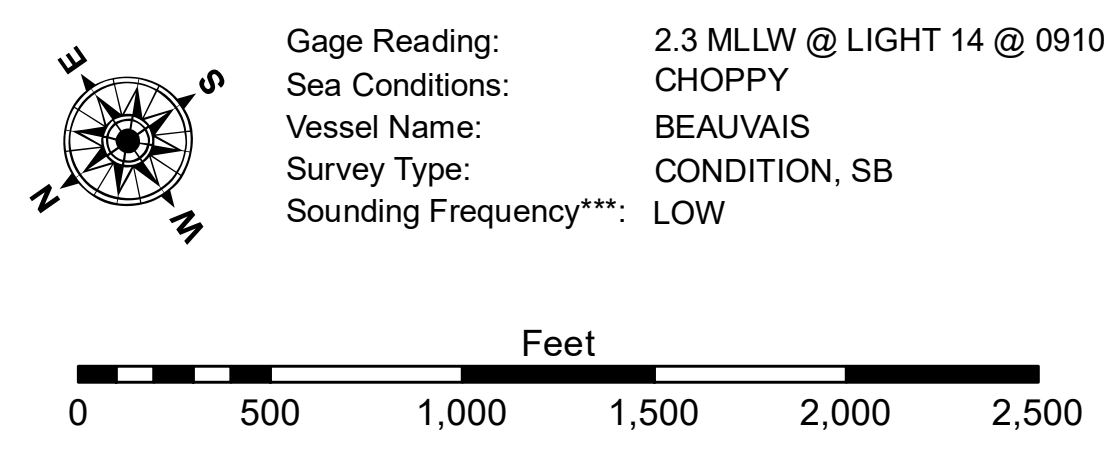 E
S
N
W
Gage Reading: 2.3 MLLW @ LIGHT 14 @ 0910
Sea Conditions: CHOPPY
Vessel Name: BEAUVAIS
Survey Type: CONDITION, SB
Sounding Frequency***: LOW
Feet
0 500 1,000 1,500 2,000 2,500